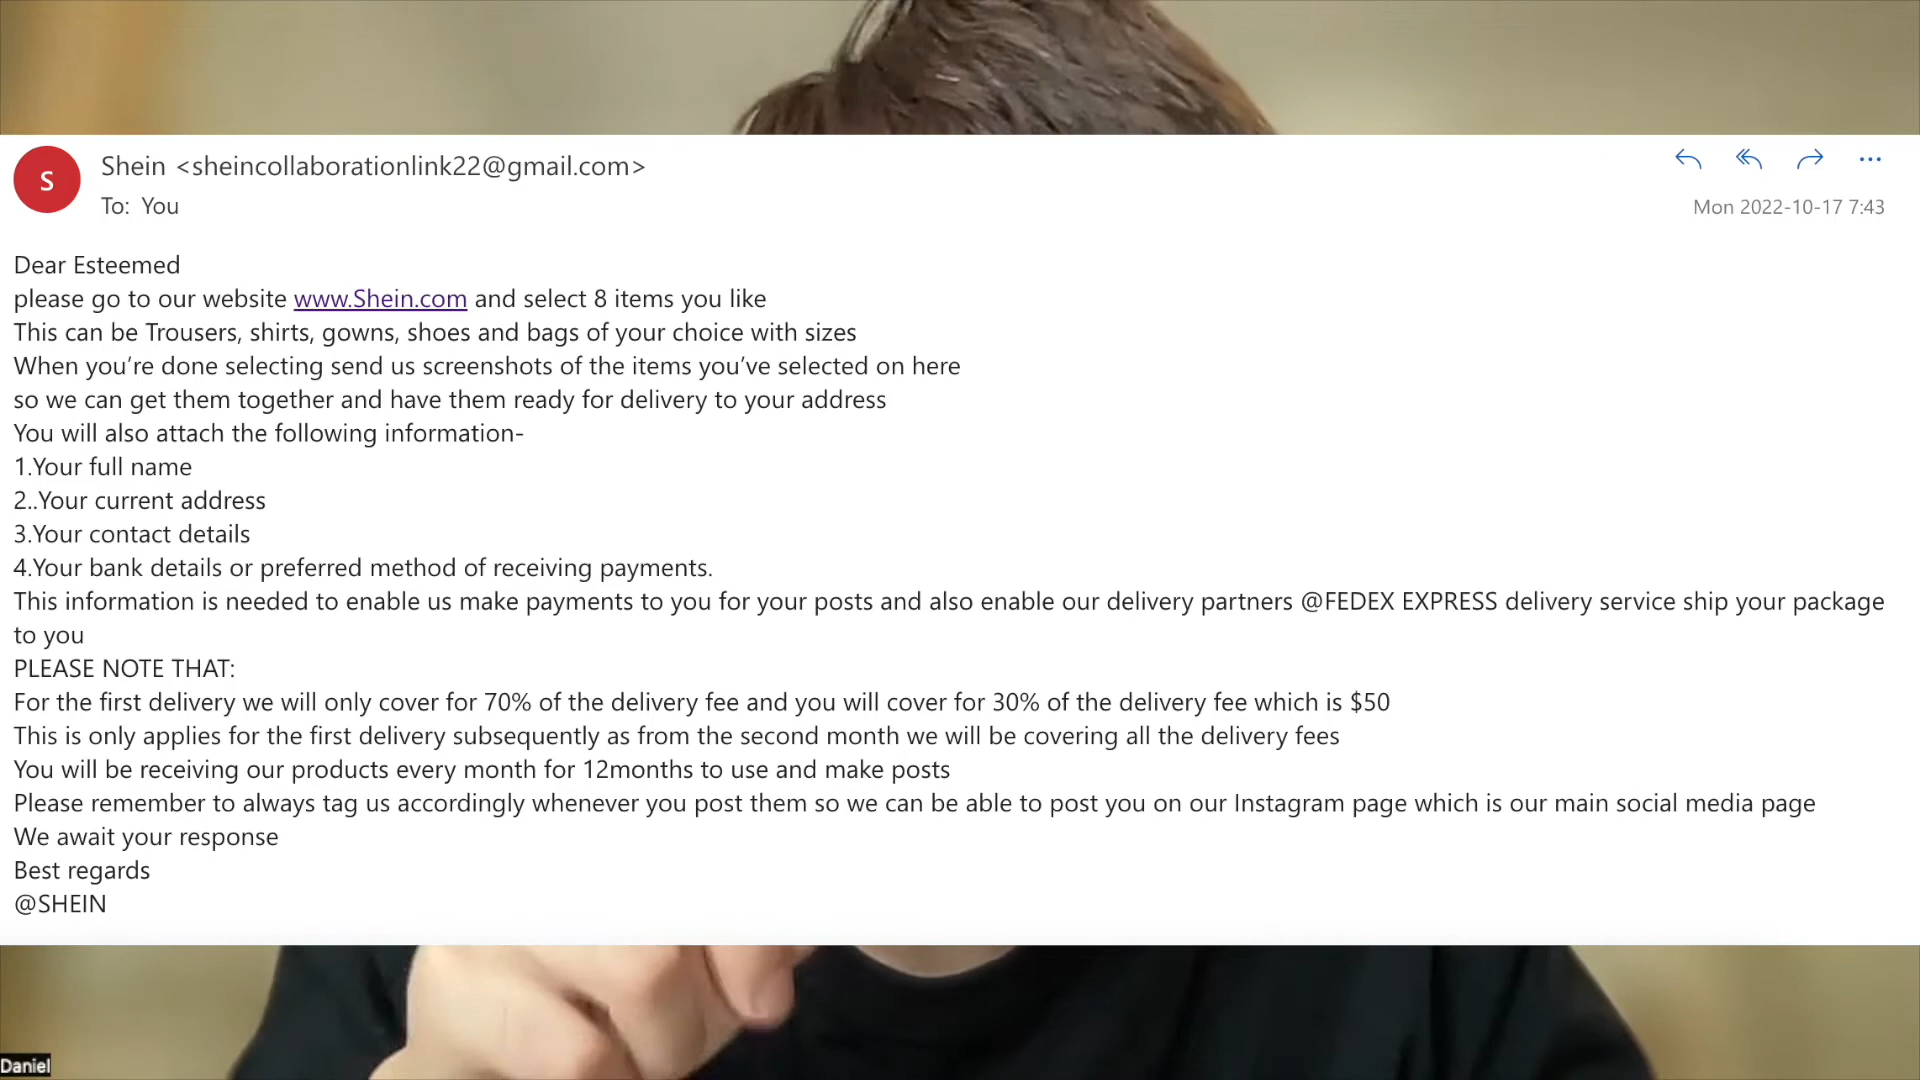 S
Shein <sheincollaborationlink22@gmail.com>
To: You
Mon 2022-10-17 7:43
Dear Esteemed
please go to our website www.Shein.com and select 8 items you like
This can be Trousers, shirts, gowns, shoes and bags of your choice with sizes
When you’re done selecting send us screenshots of the items you’ve selected on here
so we can get them together and have them ready for delivery to your address
You will also attach the following information-
1.Your full name
2..Your current address
3.Your contact details
4.Your bank details or preferred method of receiving payments.
This information is needed to enable us make payments to you for your posts and also enable our delivery partners @FEDEX EXPRESS delivery service ship your package
to you
PLEASE NOTE THAT:
For the first delivery we will only cover for 70% of the delivery fee and you will cover for 30% of the delivery fee which is $50
This is only applies for the first delivery subsequently as from the second month we will be covering all the delivery fees
You will be receiving our products every month for 12months to use and make posts
Please remember to always tag us accordingly whenever you post them so we can be able to post you on our Instagram page which is our main social media page
We await your response
Best regards
@SHEIN
Daniel